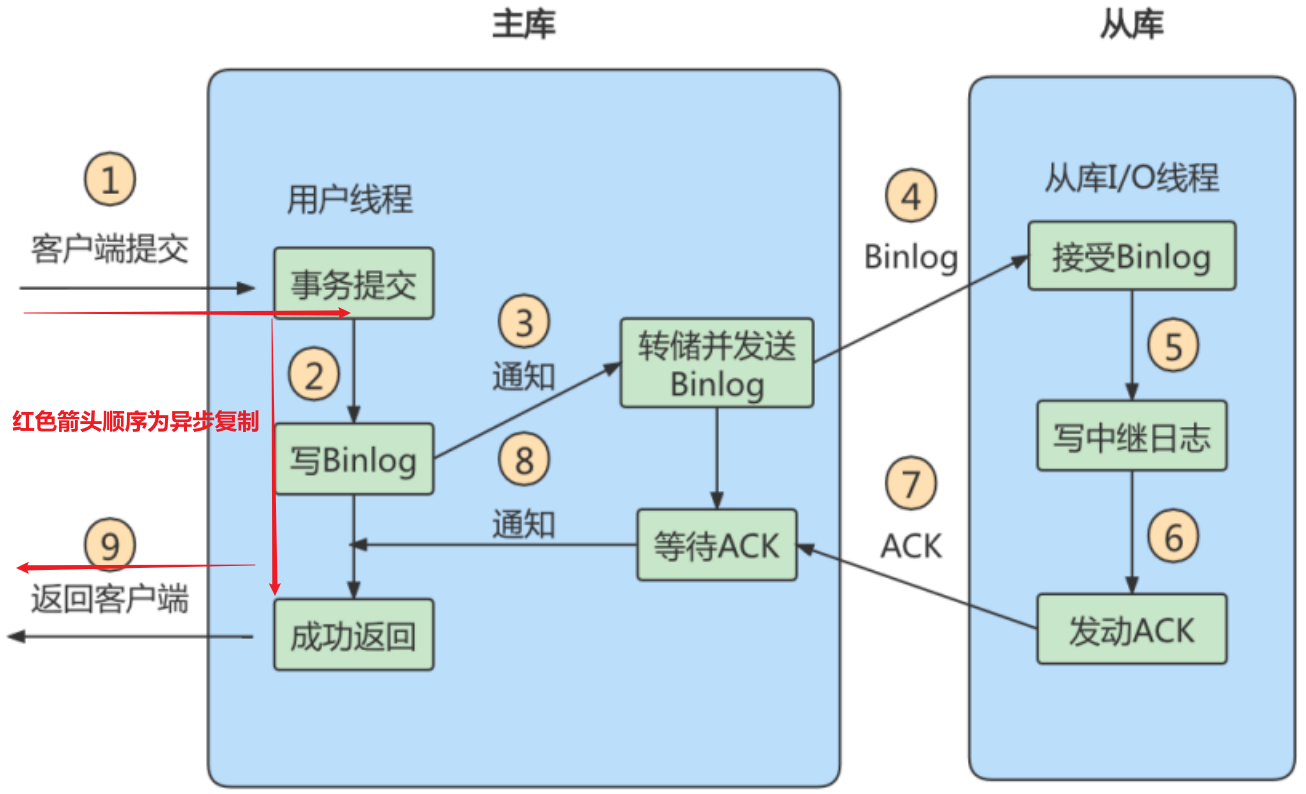 主库
从库
①
客户端提交
用户线程
事务提交
②
红色箭头顺序为异步复制
写Binlog
③
通知
转储并发送
Binlog
④
Binlog
从库I/O线程
接受Binlog
⑤
写中继日志
⑥
发动ACK
⑦
ACK
等待ACK
⑧
通知
⑨
返回客户端
成功返回